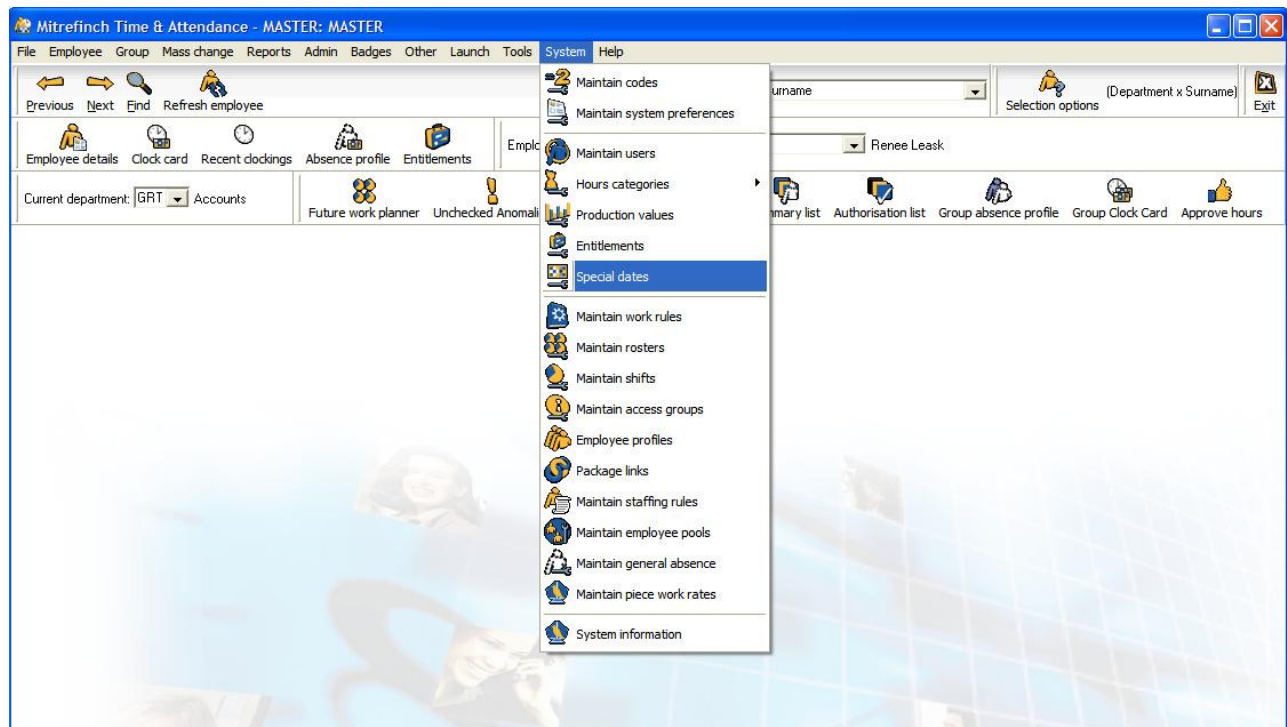 Mitrefinch Time & Attendance - MASTER: MASTER
File Employee Group Mass change Reports Admin Badges Other Launch Tools System Help
Previous Next Find Refresh employee
urname
Selection options
(Department x Surname)
Exit
Employee details Clock card Recent clockings Absence profile Entitlements
Emplo
Renee Leask
Current department: GRT Accounts
Future work planner Unchecked Anomali
mary list Authorisation list Group absence profile Group Clock Card Approve hours
Maintain codes
Maintain system preferences
Maintain users
Hours categories
Production values
Entitlements
Special dates
Maintain work rules
Maintain rosters
Maintain shifts
Maintain access groups
Employee profiles
Package links
Maintain staffing rules
Maintain employee pools
Maintain general absence
Maintain piece work rates
System information